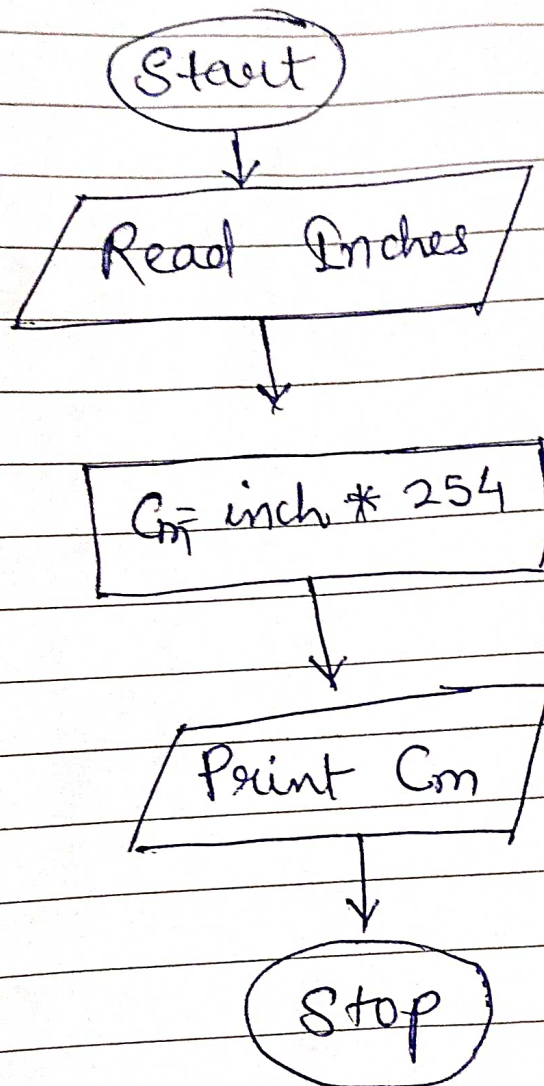 Start
Read Inches
Cm = inch * 254
Print Cm
Stop